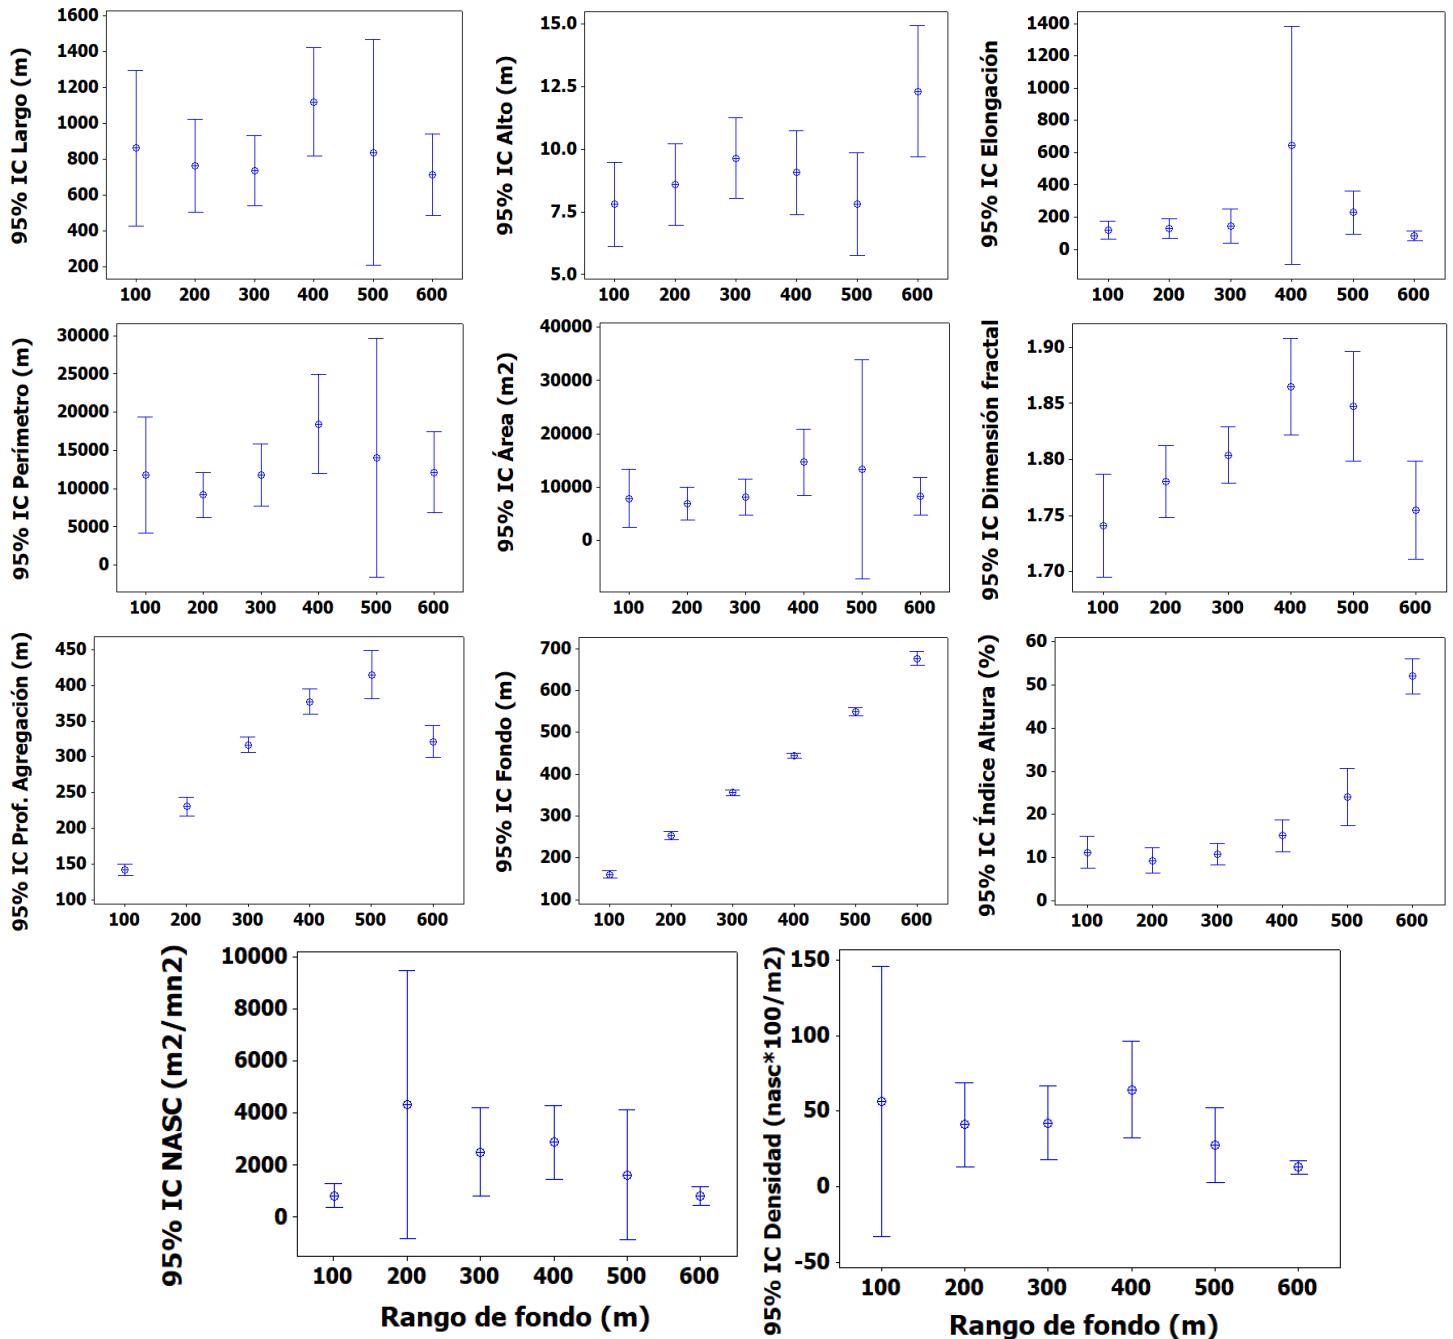 95% IC Largo (m)
1600
1400
1200
1000
800
600
400
200
100 200 300 400 500 600
95% IC Alto (m)
15.0
12.5
10.0
7.5
5.0
100 200 300 400 500 600
95% IC Elongación
1400
1200
1000
800
600
400
200
0
100 200 300 400 500 600
95% IC Perímetro (m)
30000
25000
20000
15000
10000
5000
0
100 200 300 400 500 600
95% IC Área (m2)
40000
30000
20000
10000
0
100 200 300 400 500 600
95% IC Dimensión fractal
1.90
1.85
1.80
1.75
1.70
100 200 300 400 500 600
95% IC Prof. Agregación (m)
450
400
350
300
250
200
150
100
100 200 300 400 500 600
95% IC Fondo (m)
700
600
500
400
300
200
100
100 200 300 400 500 600
95% IC Índice Altura (%)
60
50
40
30
20
10
0
100 200 300 400 500 600
95% IC NASC (m2/mn2)
10000
8000
6000
4000
2000
0
100 200 300 400 500 600
Rango de fondo (m)
95% IC Densidad (nasc*100/m2)
150
100
50
0
-50
100 200 300 400 500 600
Rango de fondo (m)